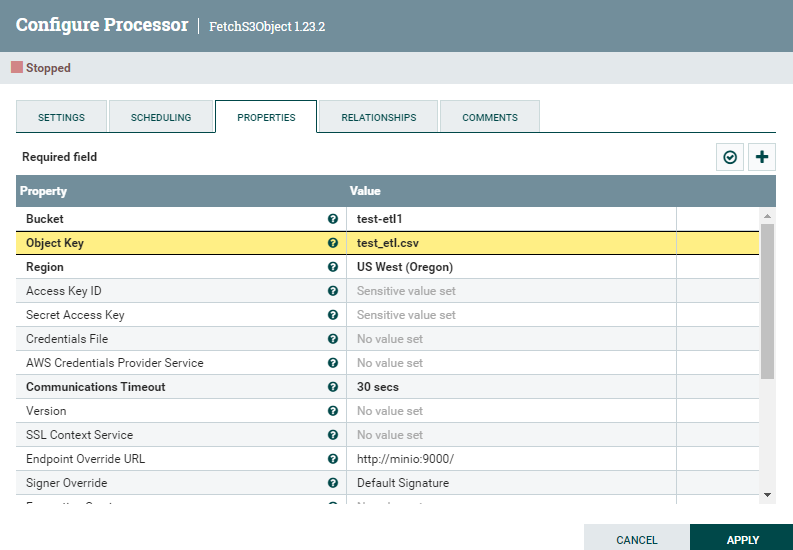 Configure Processor | FetchS3Object 1.23.2
Stopped
SETTINGS SCHEDULING PROPERTIES RELATIONSHIPS COMMENTS
Required field
Property Value
Bucket test-etl1
Object Key test_etl.csv
Region US West (Oregon)
Access Key ID Sensitive value set
Secret Access Key Sensitive value set
Credentials File No value set
AWS Credentials Provider Service No value set
Communications Timeout 30 secs
Version No value set
SSL Context Service No value set
Endpoint Override URL http://minio:9000/
Signer Override Default Signature
CANCEL APPLY